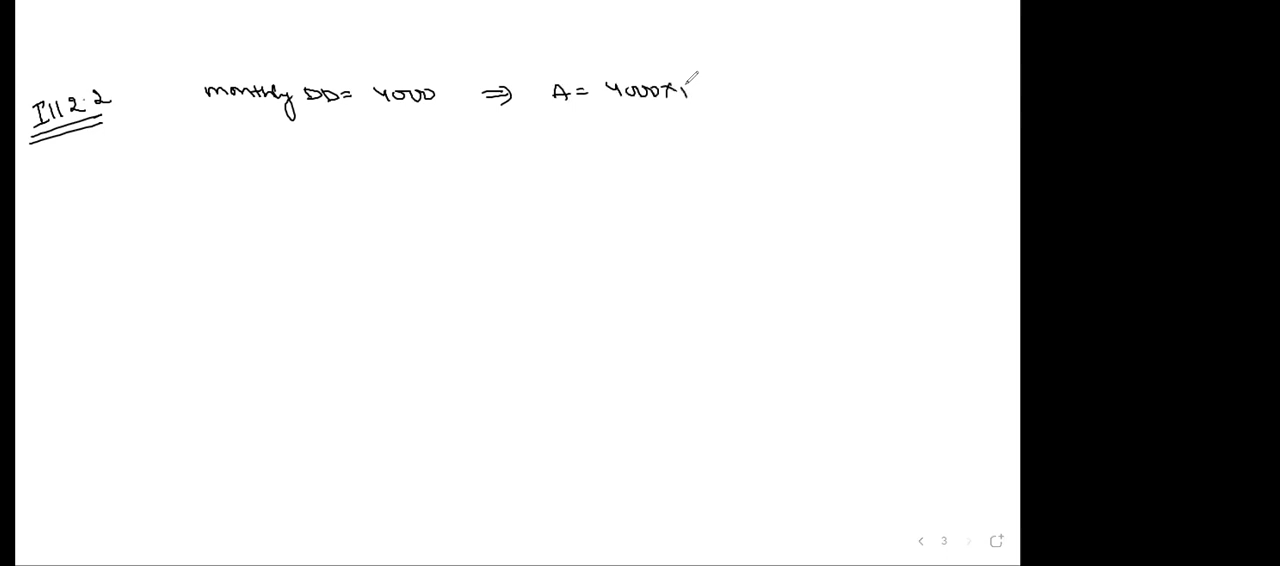 Ill 2.2
monthly DD = 4000 ⇒ A = 4000×1
3